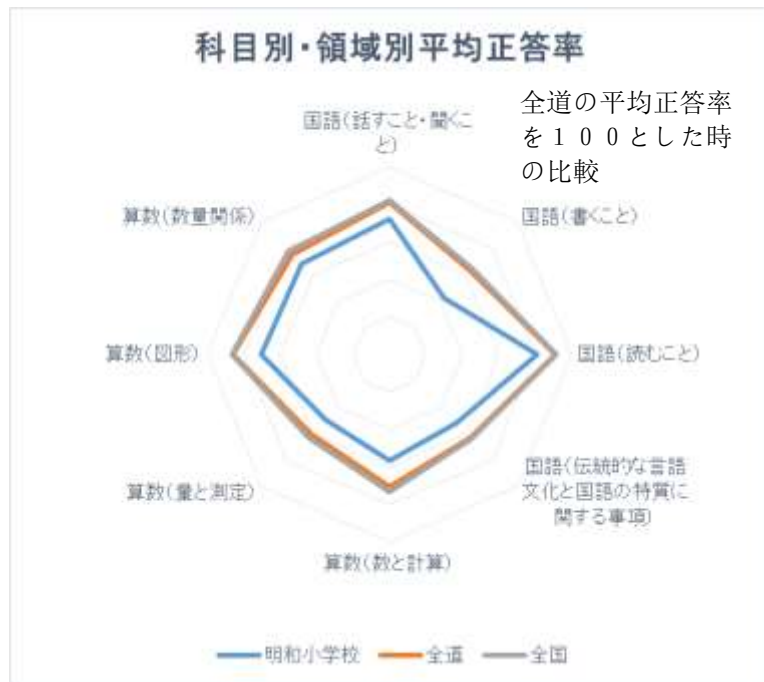 科目別・領域別平均正答率
全道の平均正答率
を１００とした時
の比較
国語(話すこと・聞くこ
と)
国語(書くこと)
国語(読むこと)
国語(伝統的な言語
文化と国語の特質に
関する事項)
算数(数と計算)
算数(量と測定)
算数(図形)
算数(数量関係)
明和小学校 全道 全国